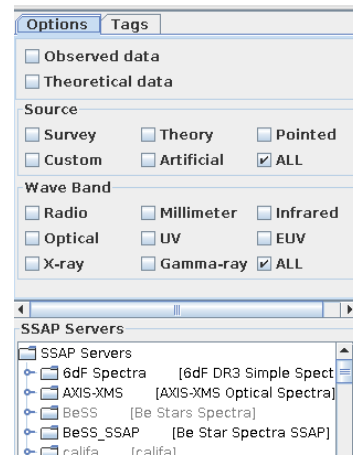 Options Tags
Observed data
Theoretical data
Source
Survey Theory Pointed
Custom Artificial ALL
Wave Band
Radio Millimeter Infrared
Optical UV EUV
X-ray Gamma-ray ALL
SSAP Servers
SSAP Servers
6dF Spectra [6dF DR3 Simple Spect
AXIS-XMS [AXIS-XMS Optical Spectra]
BeSS [Be Stars Spectra]
BeSS_SSAP [Be Star Spectra SSAP]
califa [califa]